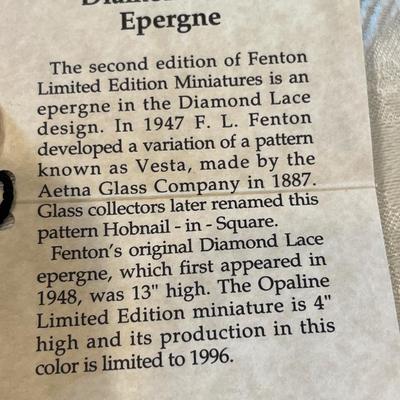 Epergne
The second edition of Fenton
Limited Edition Miniatures is an
epergne in the Diamond Lace
design. In 1947 F. L. Fenton
developed a variation of a pattern
known as Vesta, made by the
Aetna Glass Company in 1887.
Glass collectors later renamed this
pattern Hobnail - in - Square.
Fenton's original Diamond Lace
epergne, which first appeared in
1948, was 13" high. The Opaline
Limited Edition miniature is 4"
high and its production in this
color is limited to 1996.